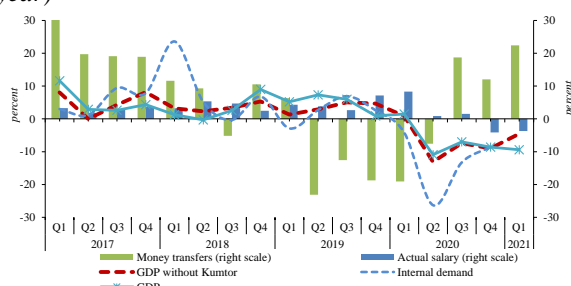 30 30
20 20
10 10
0 0
-10 -10
-20 -20
-30 -30
percent
percent
Q1 Q2 Q3 Q4 Q1 Q2 Q3 Q4 Q1 Q2 Q3 Q4 Q1 Q2 Q3 Q4 Q1
2017 2018 2019 2020 2021
Money transfers (right scale) Actual salary (right scale)
GDP without Kumtor Internal demand
GDP